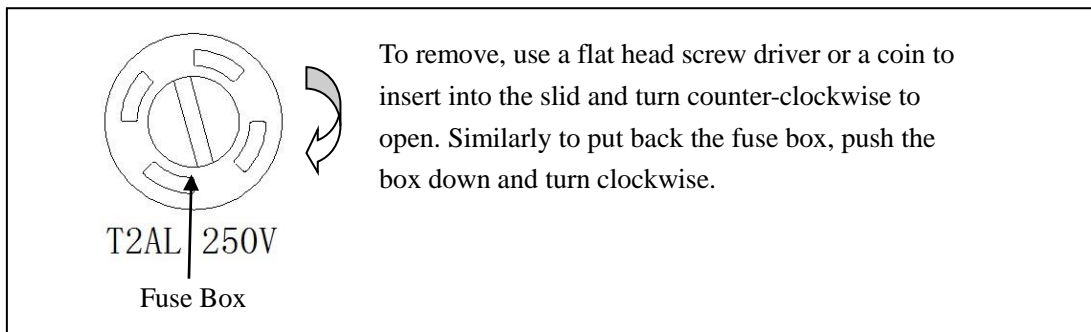 To remove, use a flat head screw driver or a coin to
insert into the slid and turn counter-clockwise to
open. Similarly to put back the fuse box, push the
box down and turn clockwise.
T2AL 250V
Fuse Box